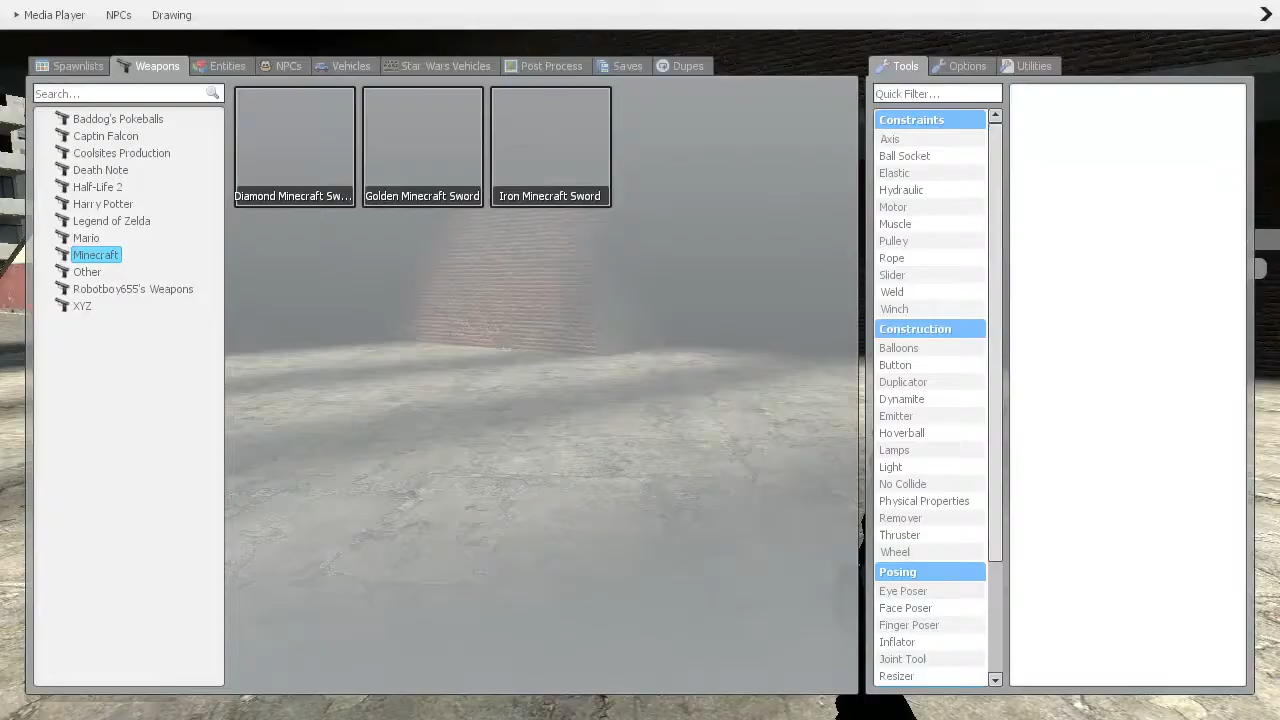 Media Player NPCs Drawing
Spawnlists Weapons Entities NPCs Vehicles Star Wars Vehicles Post Process Saves Dupes
Tools Options Utilities
Search...
Baddog's Pokeballs
Captin Falcon
Coolsites Production
Death Note
Half-Life 2
Harry Potter
Legend of Zelda
Mario
Minecraft
Other
Robotboy655's Weapons
XYZ
Diamond Minecraft Sw...
Golden Minecraft Sword
Iron Minecraft Sword
Quick Filter...
Constraints
Axis
Ball Socket
Elastic
Hydraulic
Motor
Muscle
Pulley
Rope
Slider
Weld
Winch
Construction
Balloons
Button
Duplicator
Dynamite
Emitter
Hoverball
Lamps
Light
No Collide
Physical Properties
Remover
Thruster
Wheel
Posing
Eye Poser
Face Poser
Finger Poser
Inflator
Joint Tool
Resizer